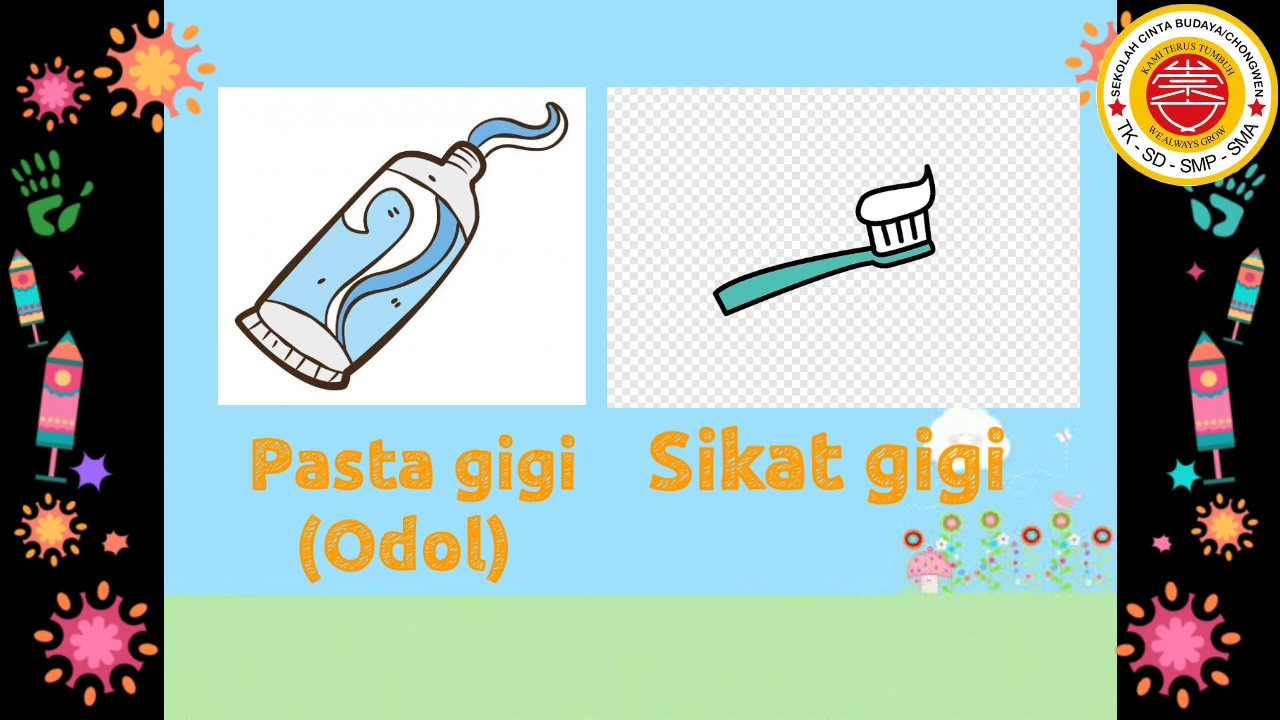 SEKOLAH CINTA BUDAYA/CHONGWEN
KAMI TERUS TUMBUH
WE ALWAYS GROW
TK - SD - SMP - SMA
Pasta gigi
(Odol)
Sikat gigi